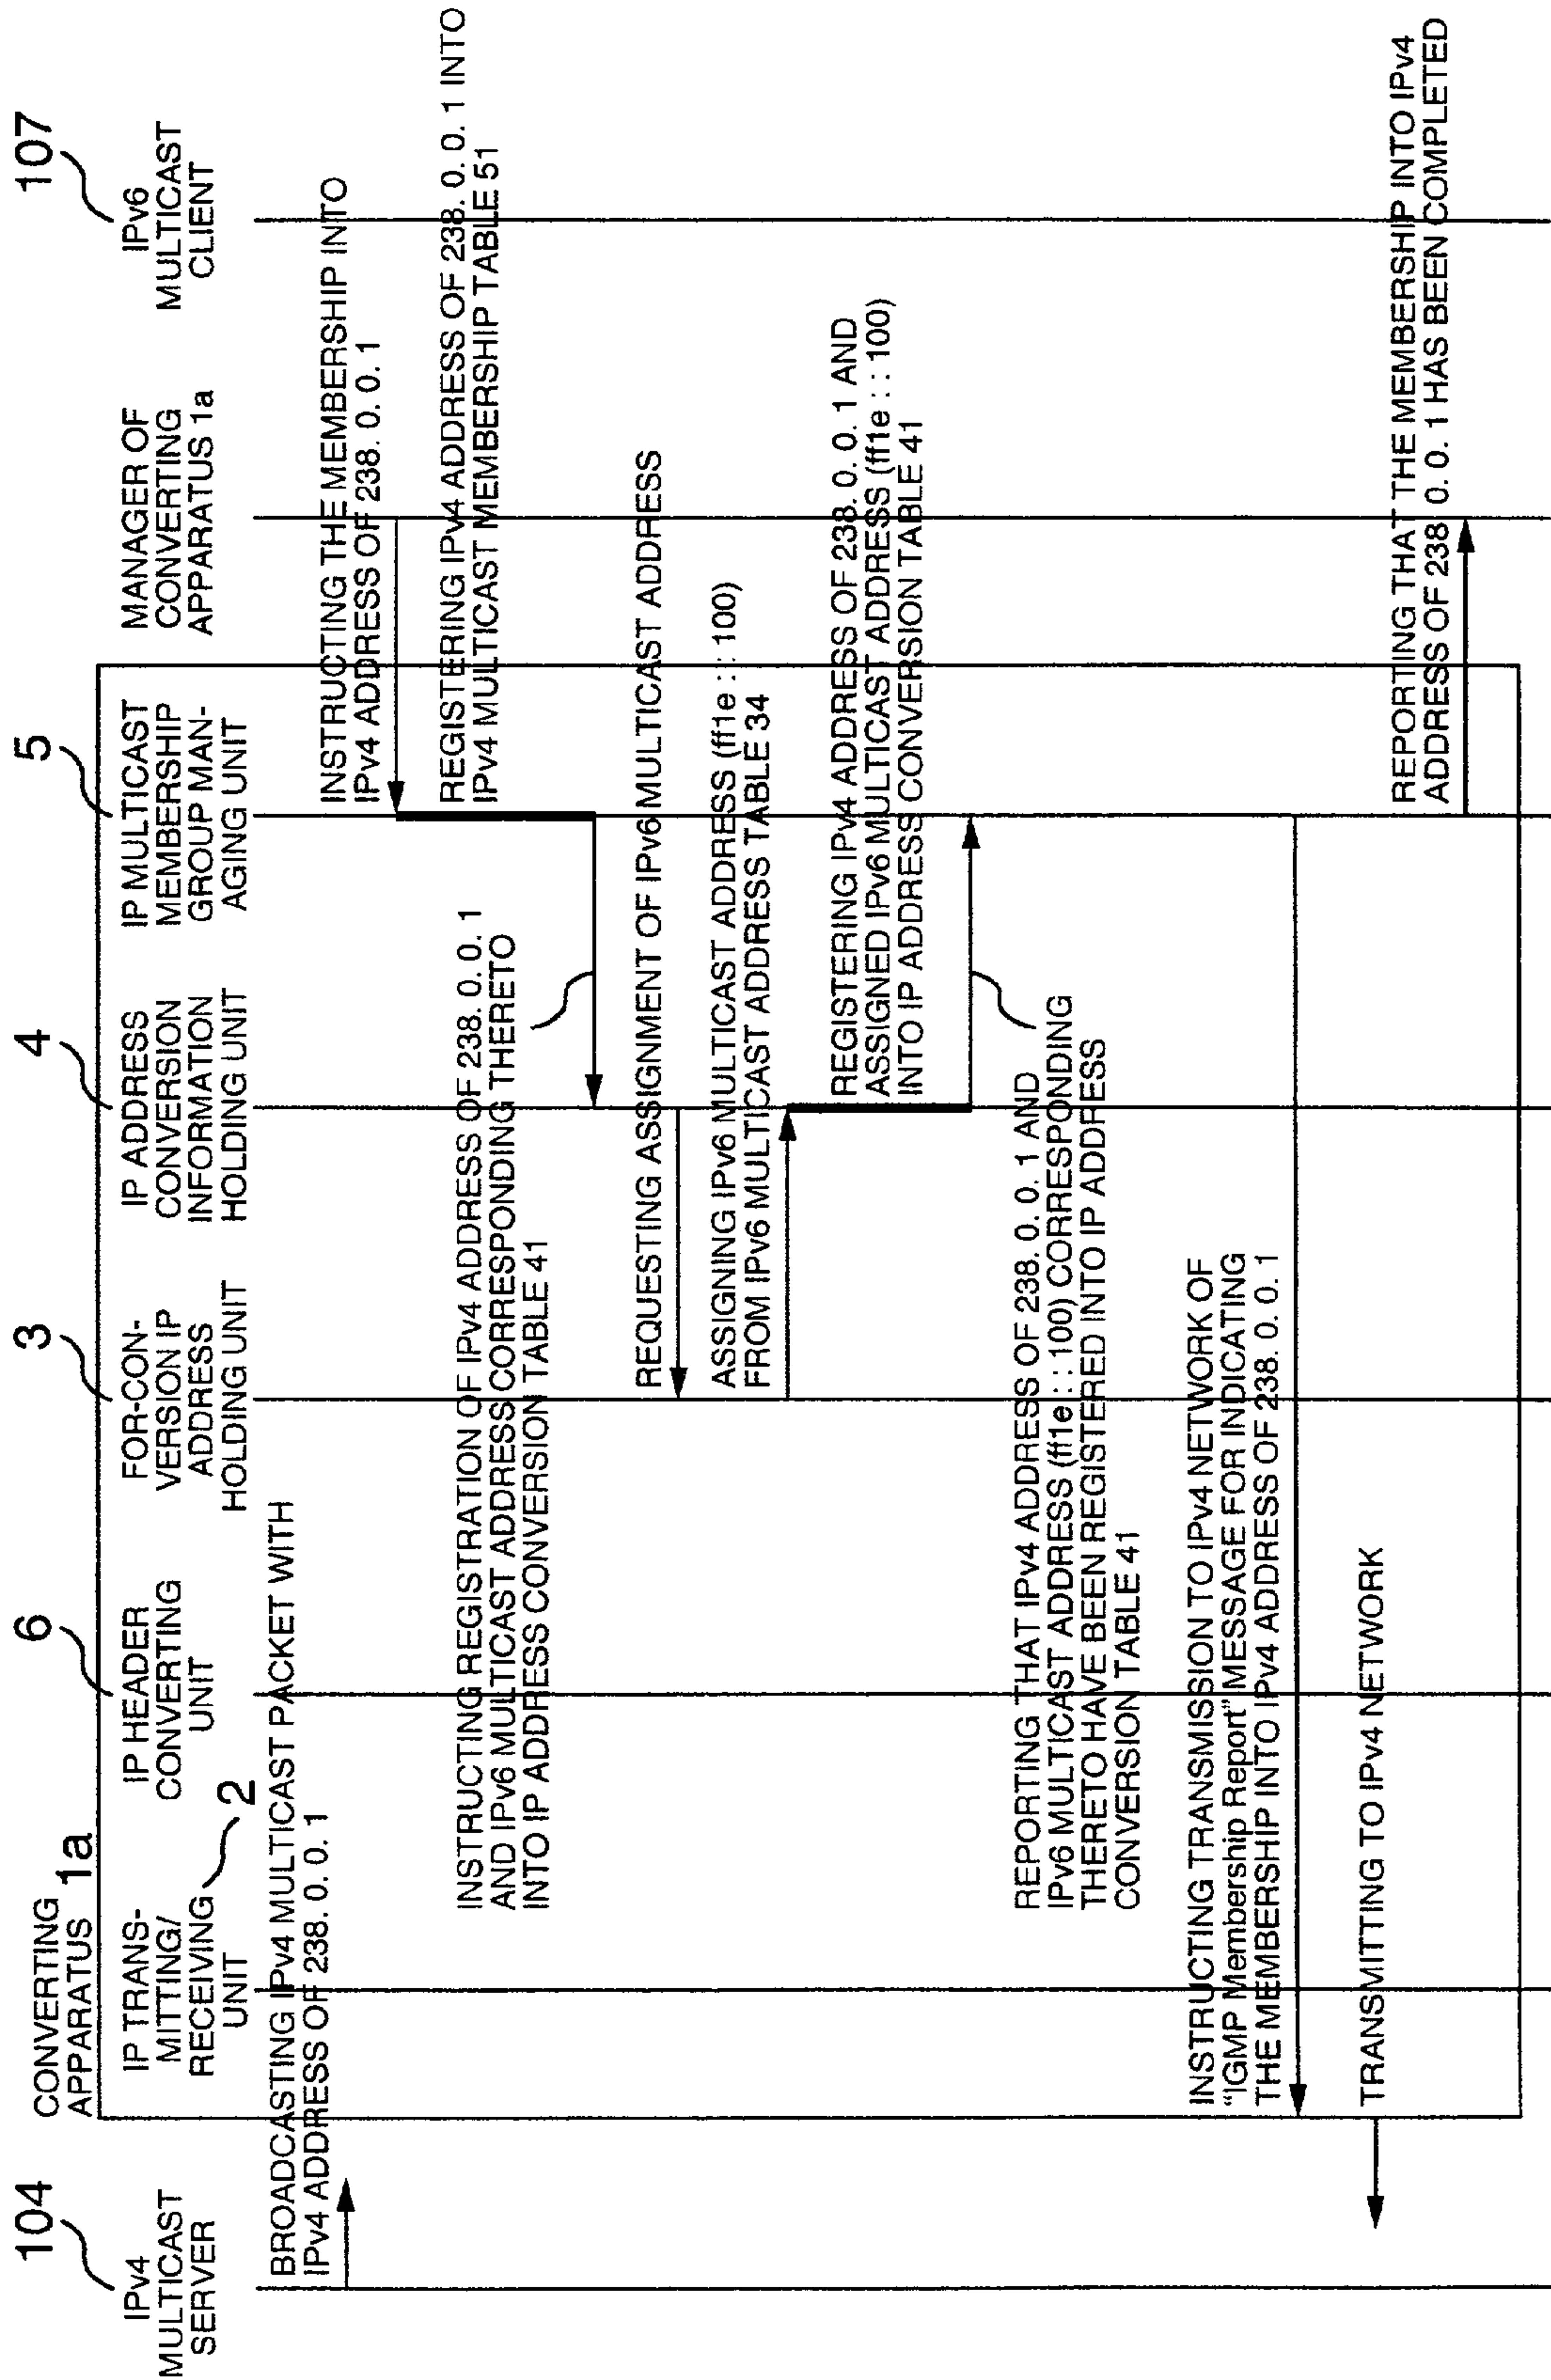 CONVERTING
APPARATUS 1a
104
IPv4
MULTICAST
SERVER
IP TRANS-
MITTING/
RECEIVING 2
UNIT
6
IP HEADER
CONVERTING
UNIT
3
FOR-CON-
VERSION IP
ADDRESS
HOLDING UNIT
4
IP ADDRESS
CONVERSION
INFORMATION
HOLDING UNIT
5
IP MULTICAST
MEMBERSHIP
GROUP MAN-
AGING UNIT
MANAGER OF
CONVERTING
APPARATUS 1a
107
IPv6
MULTICAST
CLIENT
BROADCASTING IPv4 MULTICAST PACKET WITH
IPv4 ADDRESS OF 238. 0. 0. 1
INSTRUCTING THE MEMBERSHIP INTO
IPv4 ADDRESS OF 238. 0. 0. 1
REGISTERING IPv4 ADDRESS OF 238. 0. 0. 1 INTO
IPv4 MULTICAST MEMBERSHIP TABLE 51
INSTRUCTING REGISTRATION OF IPv4 ADDRESS OF 238. 0. 0. 1
AND IPv6 MULTICAST ADDRESS CORRESPONDING THERETO
INTO IP ADDRESS CONVERSION TABLE 41
REQUESTING ASSIGNMENT OF IPv6 MULTICAST ADDRESS
ASSIGNING IPv6 MULTICAST ADDRESS (ff1e : : 100)
FROM IPv6 MULTICAST ADDRESS TABLE 34
REGISTERING IPv4 ADDRESS OF 238. 0. 0. 1 AND
ASSIGNED IPv6 MULTICAST ADDRESS (ff1e : : 100)
INTO IP ADDRESS CONVERSION TABLE 41
REPORTING THAT IPv4 ADDRESS OF 238. 0. 0. 1 AND
IPv6 MULTICAST ADDRESS (ff1e : : 100) CORRESPONDING
THERETO HAVE BEEN REGISTERED INTO IP ADDRESS
CONVERSION TABLE 41
INSTRUCTING TRANSMISSION TO IPv4 NETWORK OF
"IGMP Membership Report" MESSAGE FOR INDICATING
THE MEMBERSHIP INTO IPv4 ADDRESS OF 238. 0. 0. 1
TRANSMITTING TO IPv4 NETWORK
REPORTING THAT THE MEMBERSHIP INTO IPv4
ADDRESS OF 238 0. 0. 1 HAS BEEN COMPLETED